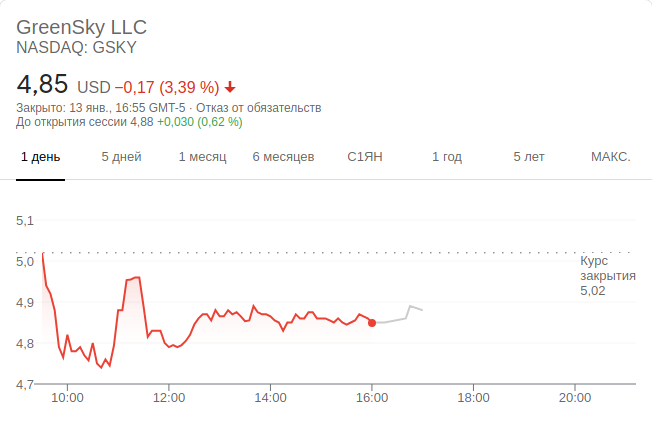 GreenSky LLC
NASDAQ: GSKY
4,85 USD −0,17 (3,39 %)
Закрыто: 13 янв., 16:55 GMT-5 · Отказ от обязательств
До открытия сессии 4,88 +0,030 (0,62 %)
1 день 5 дней 1 месяц 6 месяцев С1ЯН 1 год 5 лет МАКС.
5,1
5,0
4,9
4,8
4,7
Курс
закрытия
5,02
10:00 12:00 14:00 16:00 18:00 20:00